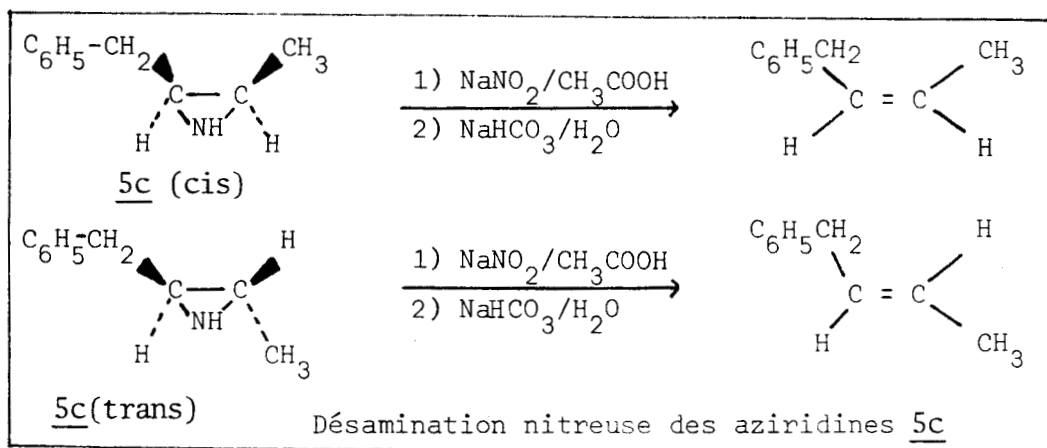 C6H5-CH2 CH3 C6H5CH2 CH3
1) NaNO2/CH3COOH
C — C C = C
H NH H 2) NaHCO3/H2O H H
5c (cis)
C6H5-CH2 H C6H5CH2 H
1) NaNO2/CH3COOH
C — C C = C
H NH CH3 2) NaHCO3/H2O H CH3
5c(trans) Désamination nitreuse des aziridines 5c